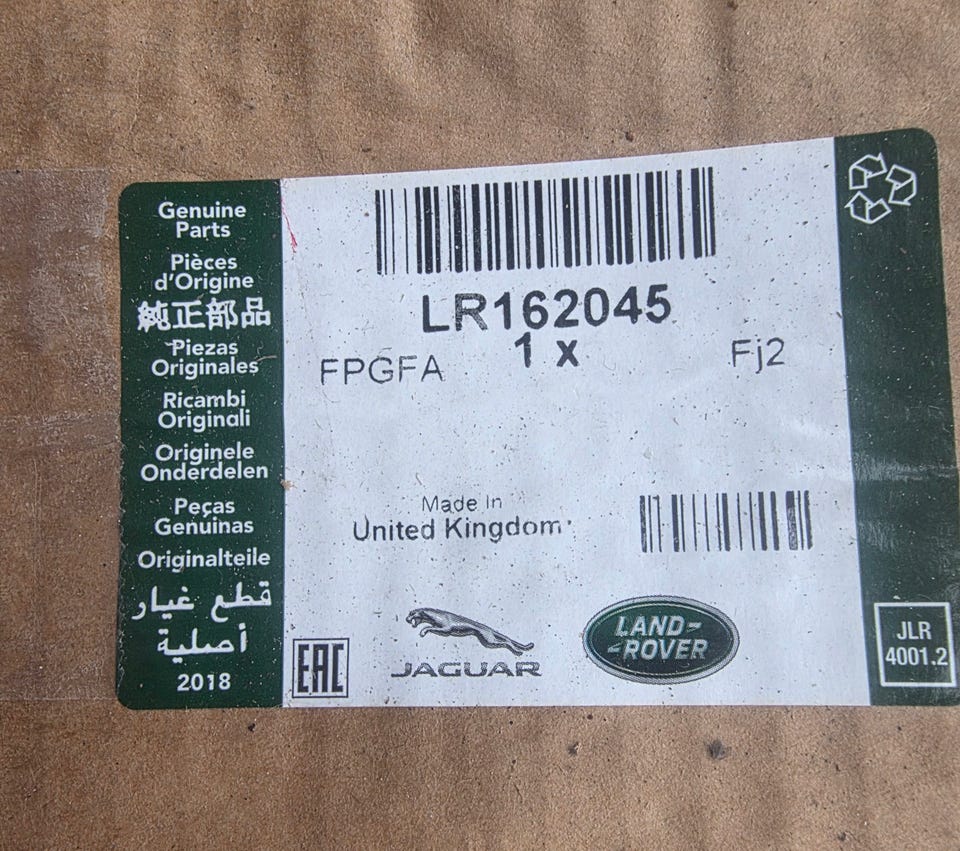 Genuine
Parts
Pièces
d'Origine
純正部品
Piezas
Originales
Ricambi
Originali
Originele
Onderdelen
Peças
Genuinas
Originalteile
قطع غيار
أصلية
2018
LR162045
1 x
FPGFA
Fj2
Made In
United Kingdom
EAC
JAGUAR
LAND-
-ROVER
JLR
4001.2